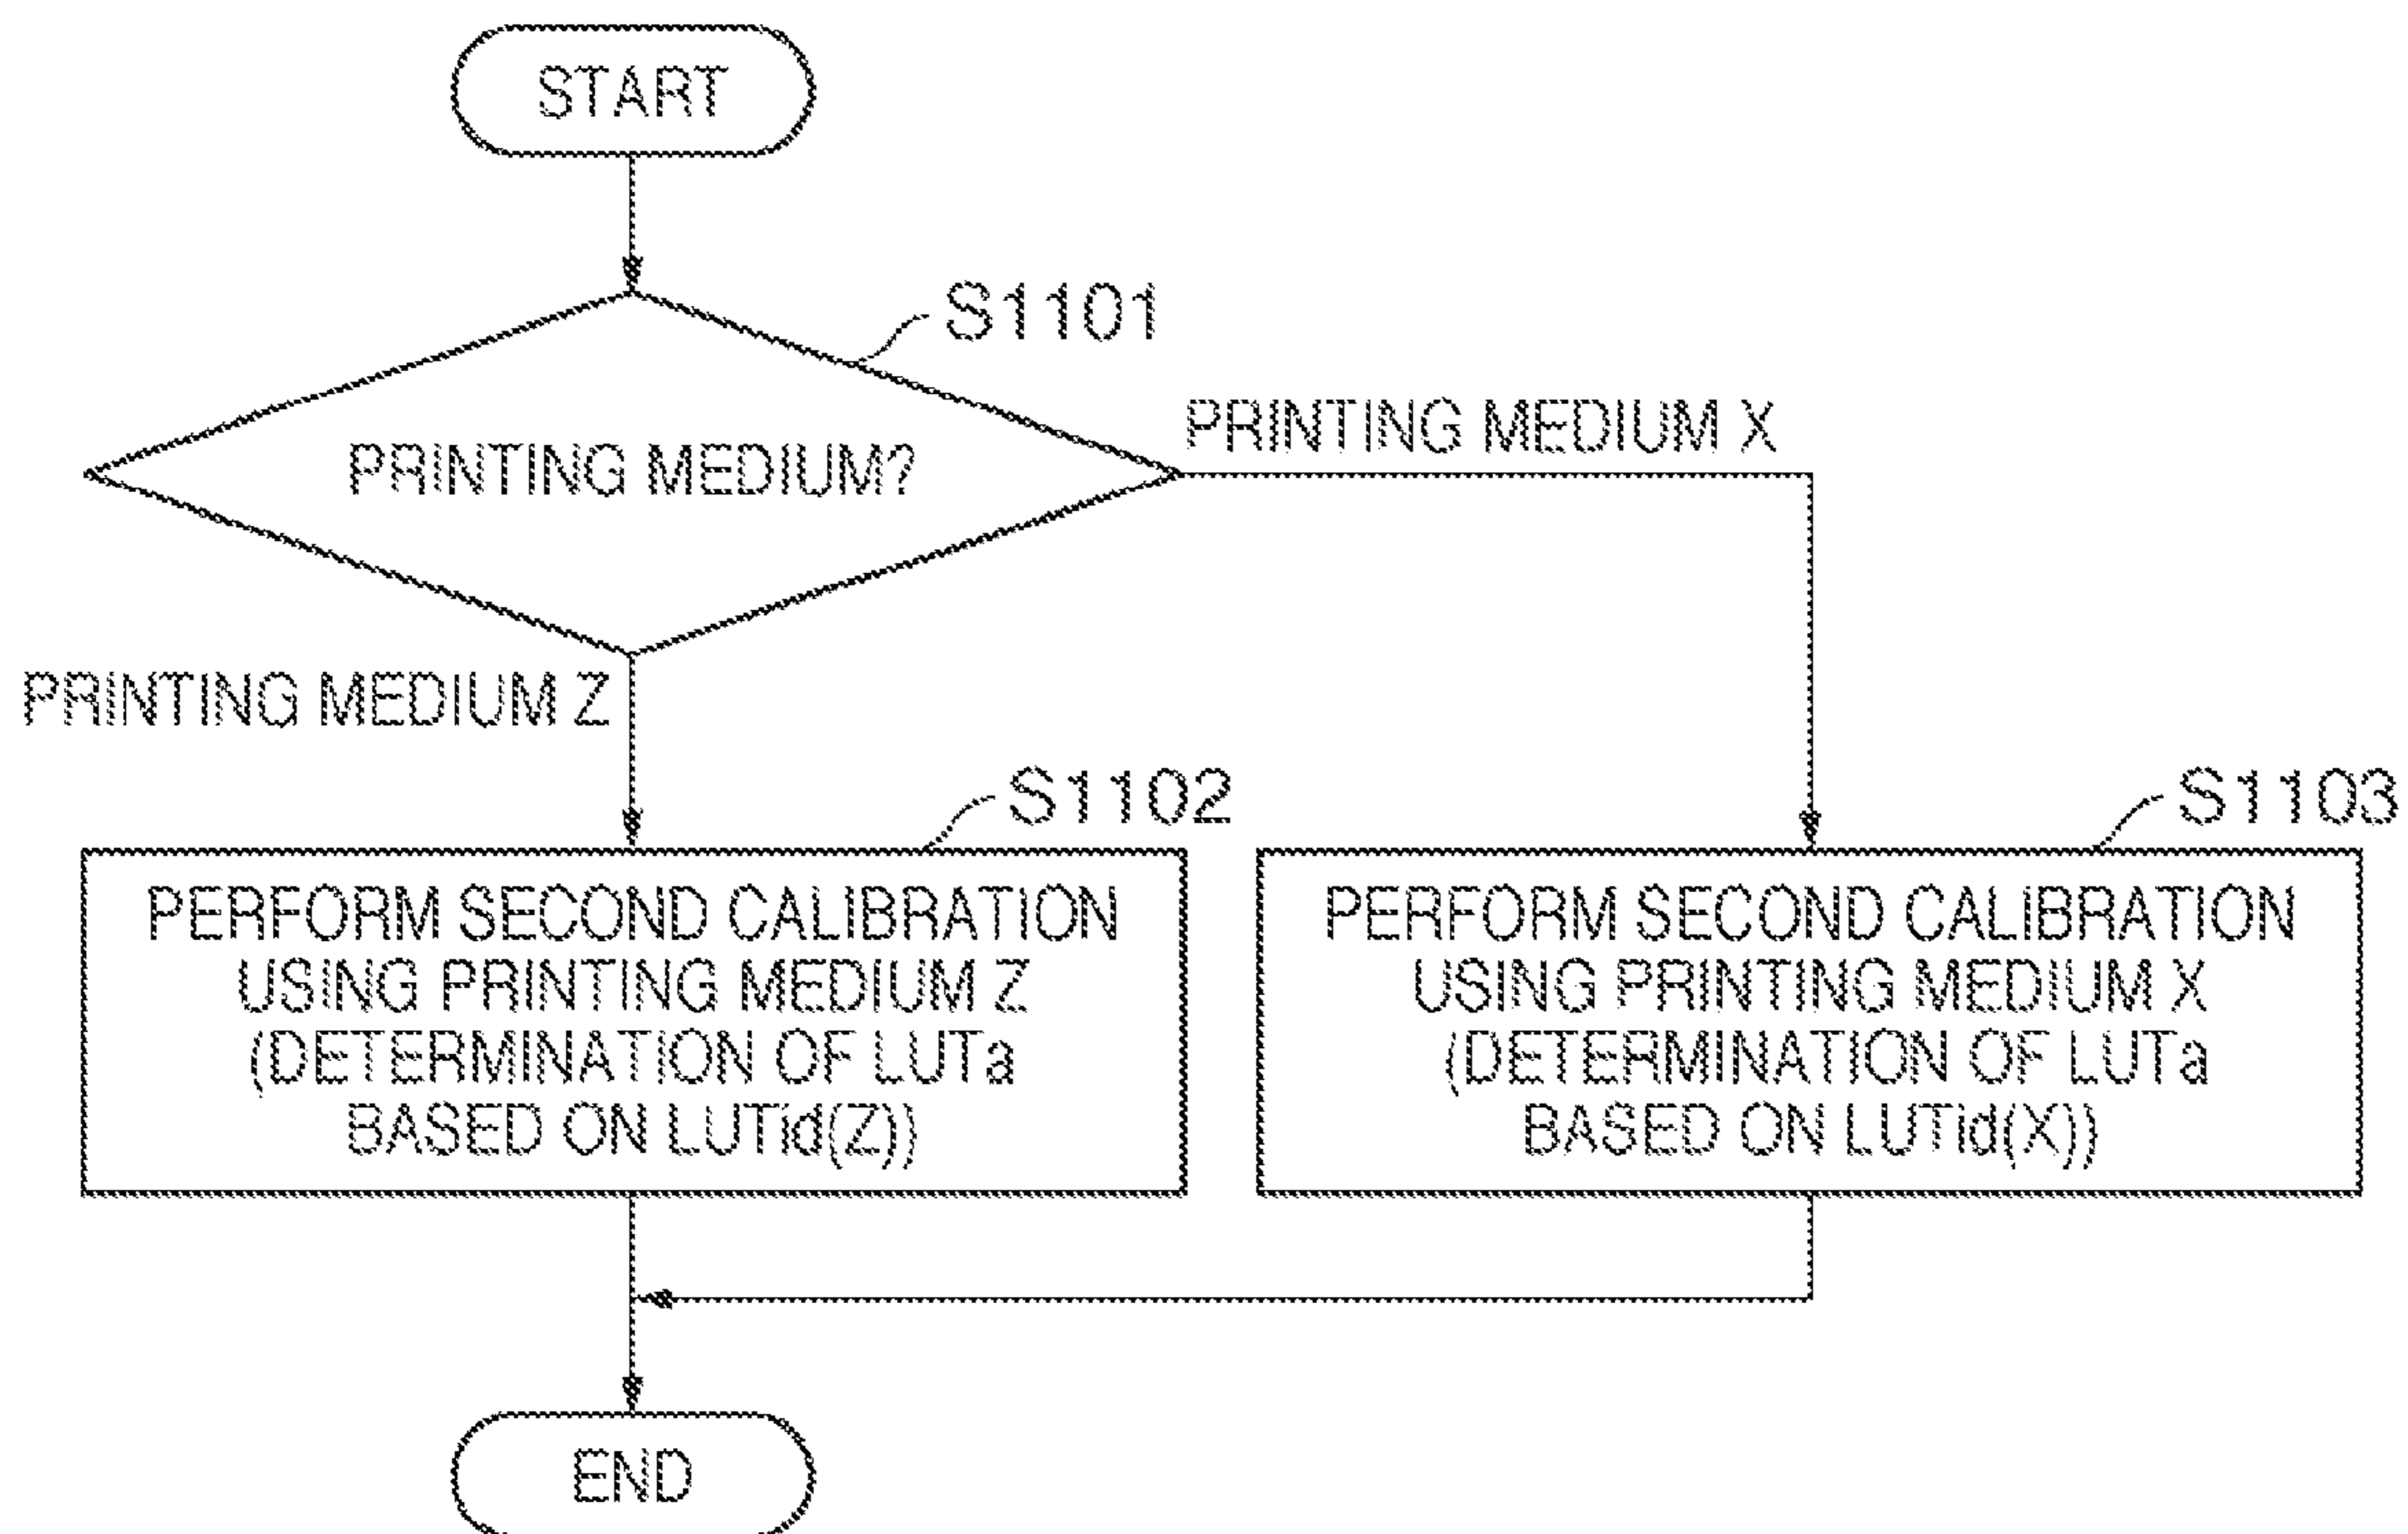 START
S1101
PRINTING MEDIUM?
PRINTING MEDIUM X
PRINTING MEDIUM Z
S1102
PERFORM SECOND CALIBRATION
USING PRINTING MEDIUM Z
(DETERMINATION OF LUTa
BASED ON LUTid(Z))
S1103
PERFORM SECOND CALIBRATION
USING PRINTING MEDIUM X
(DETERMINATION OF LUTa
BASED ON LUTid(X))
END